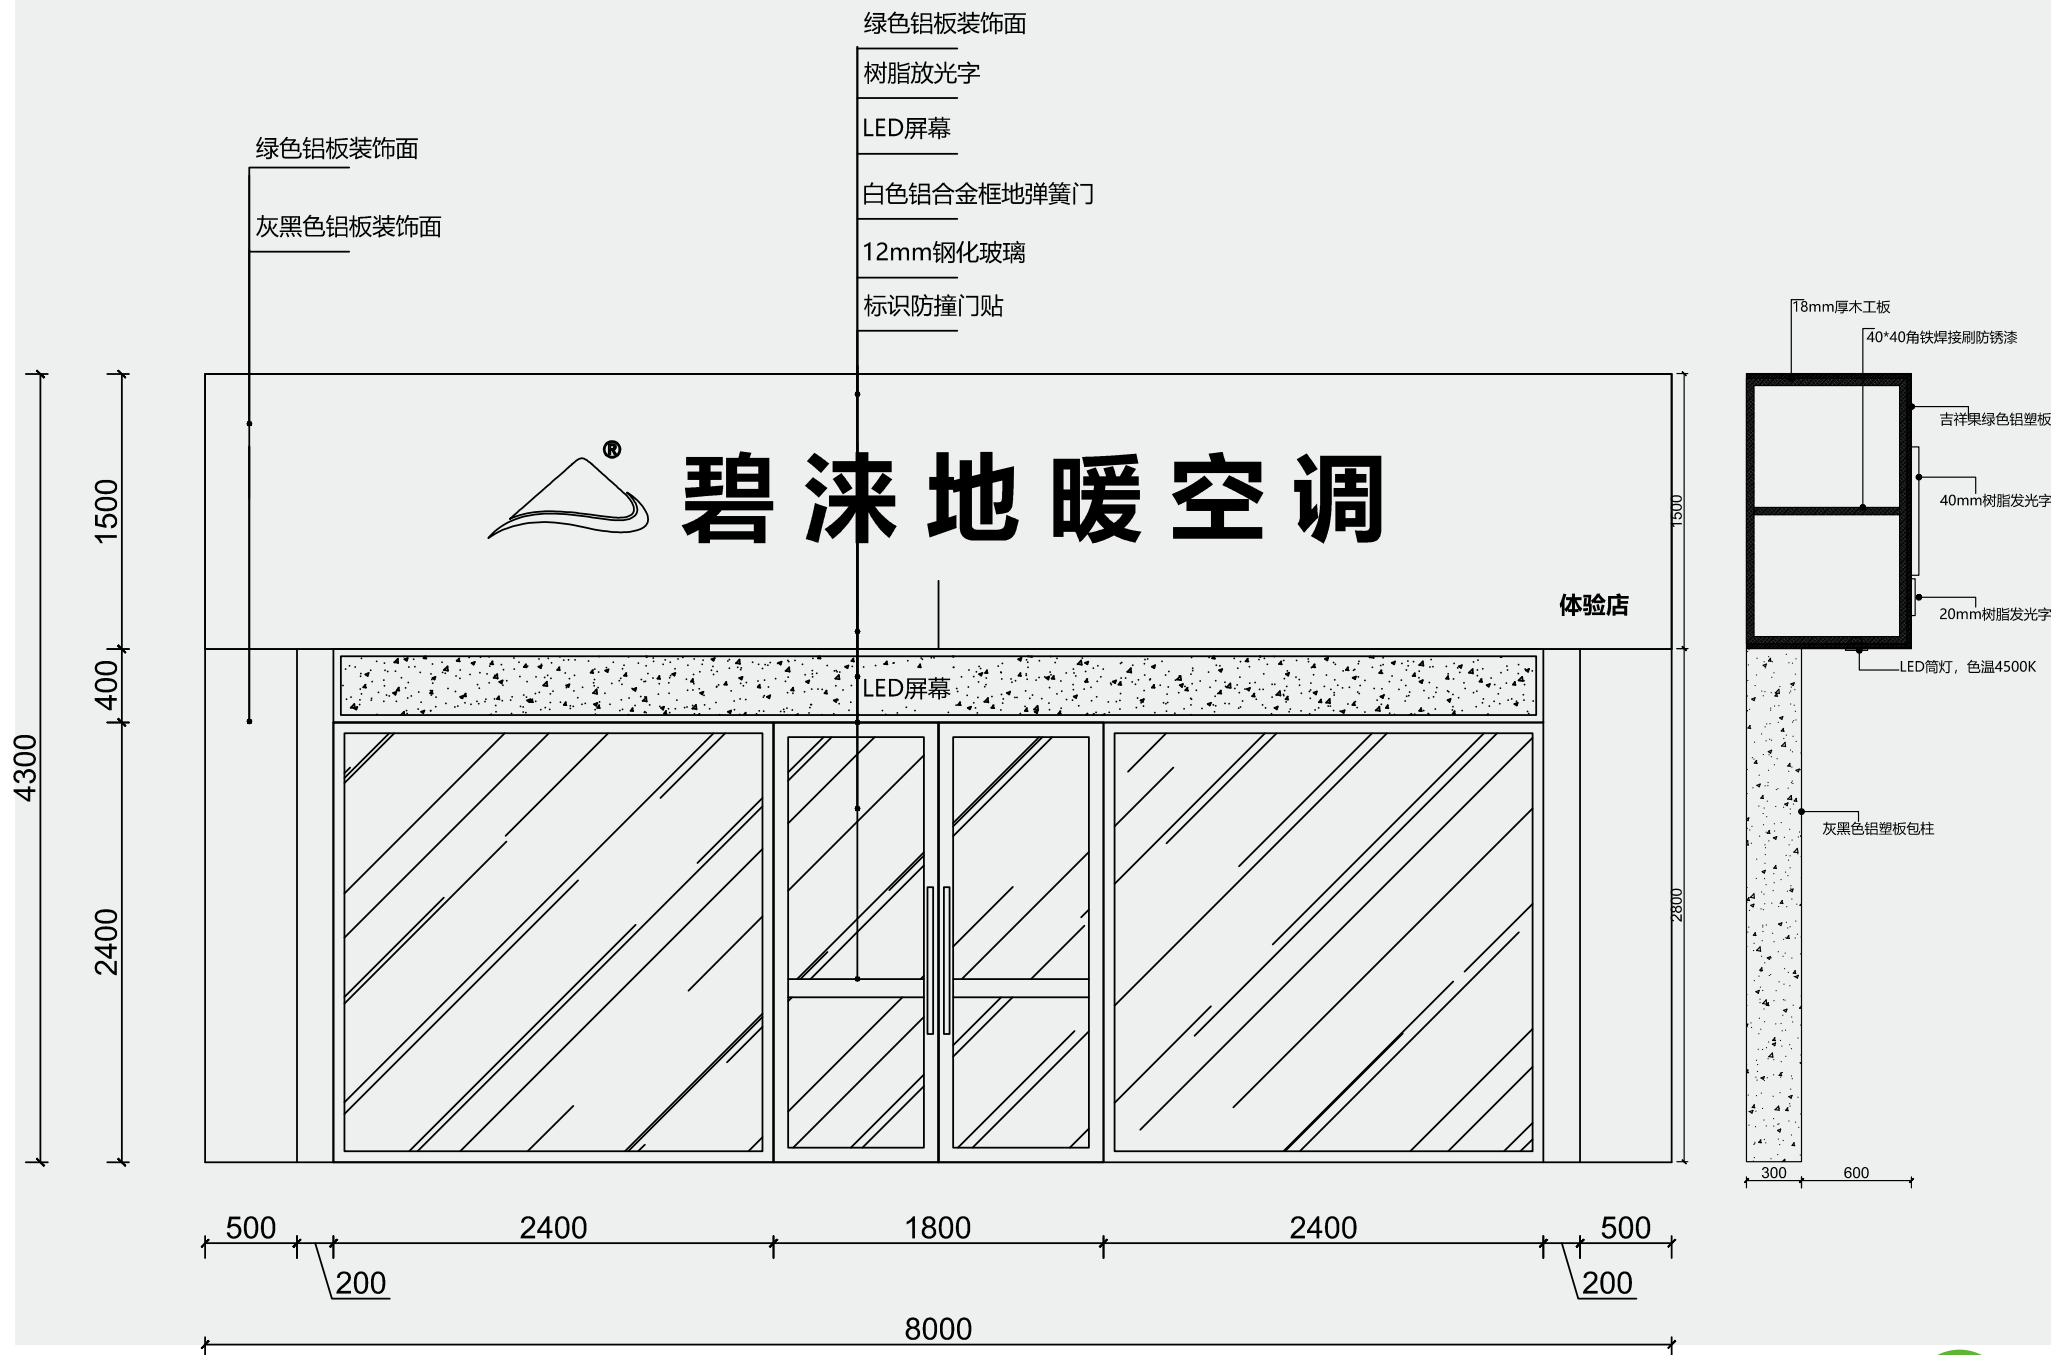 绿色铝板装饰面
树脂放光字
LED屏幕
白色铝合金框地弹簧门
12mm钢化玻璃
标识防撞门贴
绿色铝板装饰面
灰黑色铝板装饰面
18mm厚木工板
40*40角铁焊接刷防锈漆
吉祥果绿色铝塑板
40mm树脂发光字
20mm树脂发光字
LED筒灯，色温4500K
灰黑色铝塑板包柱
®
碧涞地暖空调
体验店
LED屏幕
4300
1500
400
2400
1500
2800
300
600
500
2400
1800
2400
500
200
200
8000